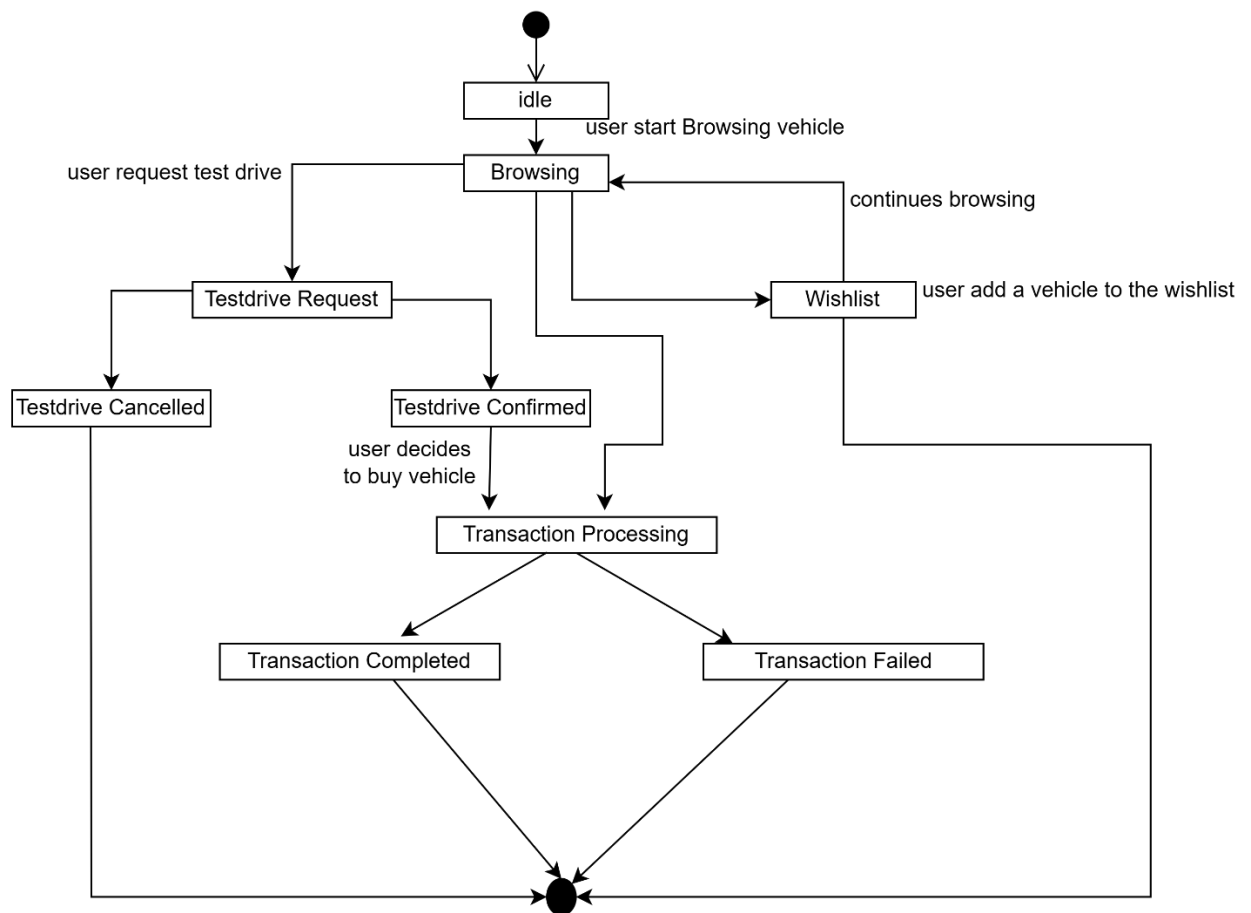 idle
user start Browsing vehicle
user request test drive
Browsing
continues browsing
Testdrive Request
Wishlist
user add a vehicle to the wishlist
Testdrive Cancelled
Testdrive Confirmed
user decides
to buy vehicle
Transaction Processing
Transaction Completed
Transaction Failed